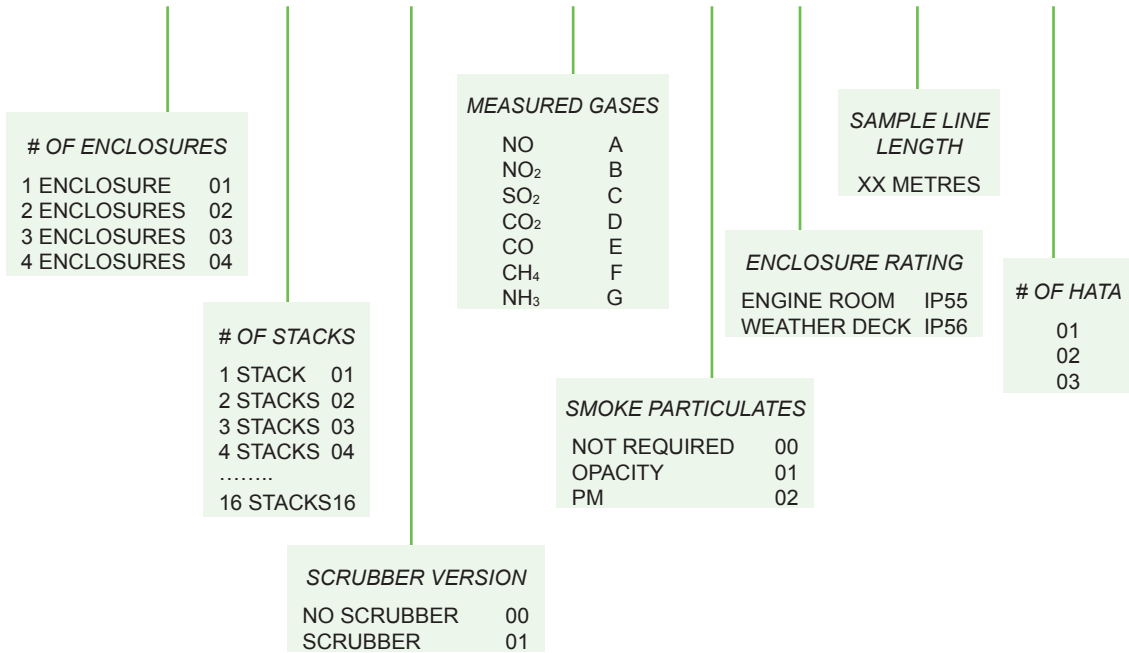 # OF ENCLOSURES
1 ENCLOSURE 01
2 ENCLOSURES 02
3 ENCLOSURES 03
4 ENCLOSURES 04
# OF STACKS
1 STACK 01
2 STACKS 02
3 STACKS 03
4 STACKS 04
........
16 STACKS16
SCRUBBER VERSION
NO SCRUBBER 00
SCRUBBER 01
MEASURED GASES
NO A
NO₂ B
SO₂ C
CO₂ D
CO E
CH₄ F
NH₃ G
SMOKE PARTICULATES
NOT REQUIRED 00
OPACITY 01
PM 02
ENCLOSURE RATING
ENGINE ROOM IP55
WEATHER DECK IP56
SAMPLE LINE
LENGTH
XX METRES
# OF HATA
01
02
03